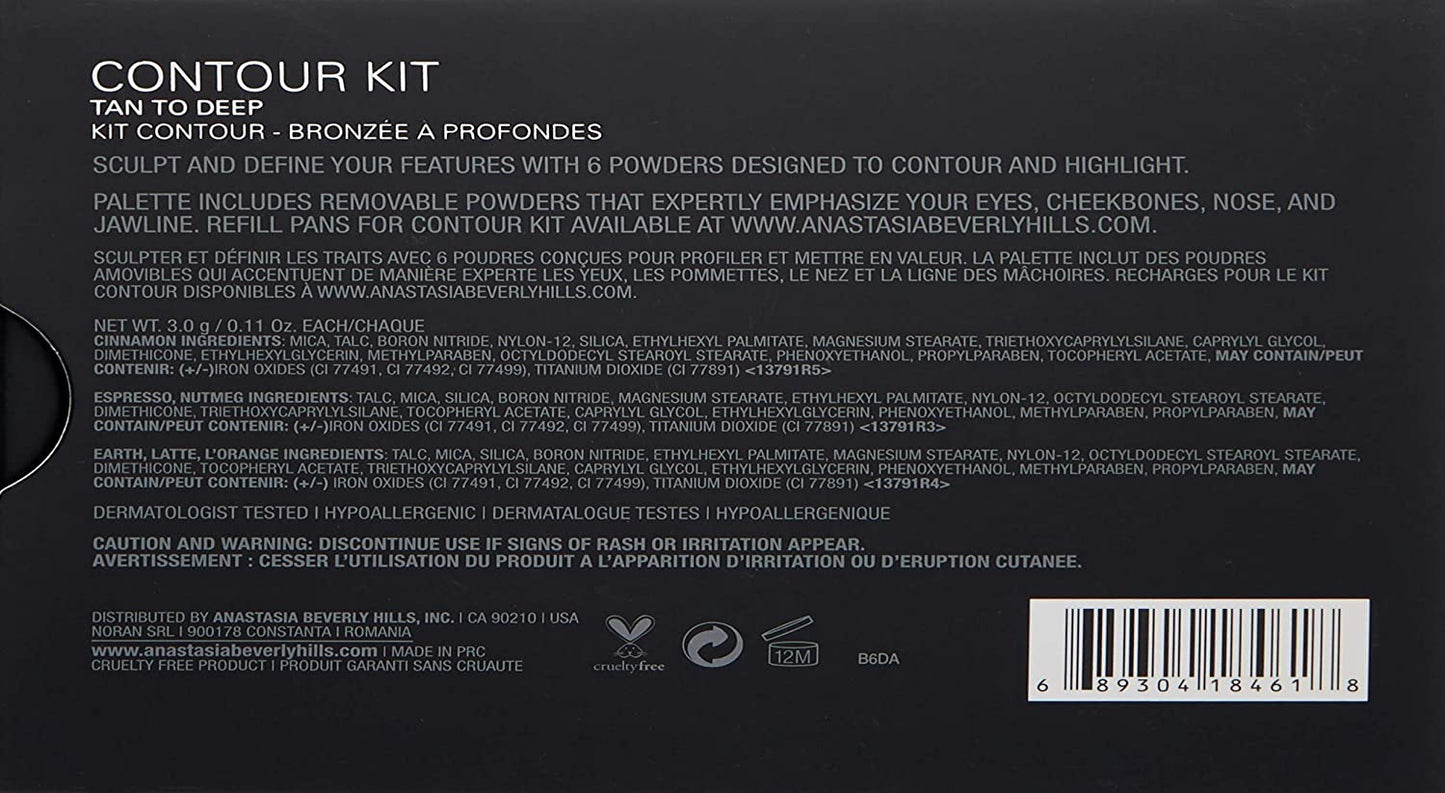 CONTOUR KIT
TAN TO DEEP
KIT CONTOUR - BRONZÉE À PROFONDES
SCULPT AND DEFINE YOUR FEATURES WITH 6 POWDERS DESIGNED TO CONTOUR AND HIGHLIGHT.
PALETTE INCLUDES REMOVABLE POWDERS THAT EXPERTLY EMPHASIZE YOUR EYES, CHEEKBONES, NOSE, AND
JAWLINE. REFILL PANS FOR CONTOUR KIT AVAILABLE AT WWW.ANASTASIABEVERLYHILLS.COM.
SCULPTER ET DÉFINIR LES TRAITS AVEC 6 POUDRES CONÇUES POUR PROFILER ET METTRE EN VALEUR. LA PALETTE INCLUT DES POUDRES
AMOVIBLES QUI ACCENTUENT DE MANIÈRE EXPERTE LES YEUX, LES POMMETTES, LE NEZ ET LA LIGNE DES MÂCHOIRES. RECHARGES POUR LE KIT
CONTOUR DISPONIBLES À WWW.ANASTASIABEVERLYHILLS.COM.
NET WT. 3.0 g / 0.11 Oz. EACH/CHAQUE
CINNAMON INGREDIENTS: MICA, TALC, BORON NITRIDE, NYLON-12, SILICA, ETHYLHEXYL PALMITATE, MAGNESIUM STEARATE, TRIETHOXYCAPRYLYLSILANE, CAPRYLYL GLYCOL,
DIMETHICONE, ETHYLHEXYLGLYCERIN, METHYLPARABEN, OCTYLDODECYL STEAROYL STEARATE, PHENOXYETHANOL, PROPYLPARABEN, TOCOPHERYL ACETATE, MAY CONTAIN/PEUT
CONTENIR: (+/-)IRON OXIDES (CI 77491, CI 77492, CI 77499), TITANIUM DIOXIDE (CI 77891) <13791R5>
ESPRESSO, NUTMEG INGREDIENTS: TALC, MICA, SILICA, BORON NITRIDE, MAGNESIUM STEARATE, ETHYLHEXYL PALMITATE, NYLON-12, OCTYLDODECYL STEAROYL STEARATE,
DIMETHICONE, TRIETHOXYCAPRYLYLSILANE, TOCOPHERYL ACETATE, CAPRYLYL GLYCOL, ETHYLHEXYLGLYCERIN, PHENOXYETHANOL, METHYLPARABEN, PROPYLPARABEN, MAY
CONTAIN/PEUT CONTENIR: (+/-)IRON OXIDES (CI 77491, CI 77492, CI 77499), TITANIUM DIOXIDE (CI 77891) <13791R3>
EARTH, LATTE, L'ORANGE INGREDIENTS: TALC, MICA, SILICA, BORON NITRIDE, ETHYLHEXYL PALMITATE, MAGNESIUM STEARATE, NYLON-12, OCTYLDODECYL STEAROYL STEARATE,
DIMETHICONE, TOCOPHERYL ACETATE, TRIETHOXYCAPRYLYLSILANE, CAPRYLYL GLYCOL, ETHYLHEXYLGLYCERIN, PHENOXYETHANOL, METHYLPARABEN, PROPYLPARABEN, MAY
CONTAIN/PEUT CONTENIR: (+/-) IRON OXIDES (CI 77491, CI 77492, CI 77499), TITANIUM DIOXIDE (CI 77891) <13791R4>
DERMATOLOGIST TESTED | HYPOALLERGENIC | DERMATALOGUE TESTES | HYPOALLERGENIQUE
CAUTION AND WARNING: DISCONTINUE USE IF SIGNS OF RASH OR IRRITATION APPEAR.
AVERTISSEMENT : CESSER L'UTILISATION DU PRODUIT A L'APPARITION D'IRRITATION OU D'ERUPTION CUTANEE.
DISTRIBUTED BY ANASTASIA BEVERLY HILLS, INC. | CA 90210 | USA
NORAN SRL | 900178 CONSTANTA | ROMANIA
www.anastasiabeverlyhills.com | MADE IN PRC
CRUELTY FREE PRODUCT | PRODUIT GARANTI SANS CRUAUTE
crueltyfree
12M
B6DA
6 89304 18461 8